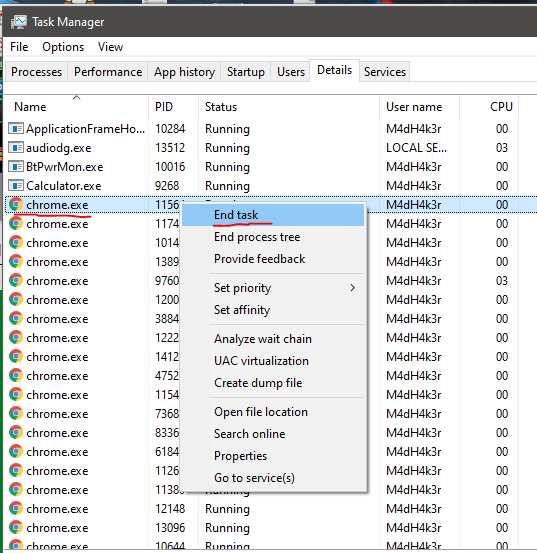 Task Manager
File Options View
Processes Performance App history Startup Users Details Services
Name PID Status User name CPU
ApplicationFrameHo... 10284 Running M4dH4k3r 00
audiodg.exe 13512 Running LOCAL SE... 03
BtPwrMon.exe 10016 Running M4dH4k3r 00
Calculator.exe 9268 Running M4dH4k3r 00
chrome.exe 1156 M4dH4k3r 00
chrome.exe 1174 M4dH4k3r 00
chrome.exe 1014 M4dH4k3r 00
chrome.exe 1389 M4dH4k3r 00
chrome.exe 9760 M4dH4k3r 03
chrome.exe 1200 M4dH4k3r 00
chrome.exe 3884 M4dH4k3r 00
chrome.exe 1222 M4dH4k3r 00
chrome.exe 1412 M4dH4k3r 00
chrome.exe 4752 M4dH4k3r 00
chrome.exe 1154 M4dH4k3r 00
chrome.exe 7368 M4dH4k3r 00
chrome.exe 8336 M4dH4k3r 00
chrome.exe 6184 M4dH4k3r 00
chrome.exe 1126 M4dH4k3r 00
chrome.exe M4dH4k3r 00
chrome.exe 12148 Running M4dH4k3r 00
chrome.exe 13096 Running M4dH4k3r 00
chrome.exe 10644 Running M4dH4k3r 00
End task
End process tree
Provide feedback
Set priority
Set affinity
Analyze wait chain
UAC virtualization
Create dump file
Open file location
Search online
Properties
Go to service(s)